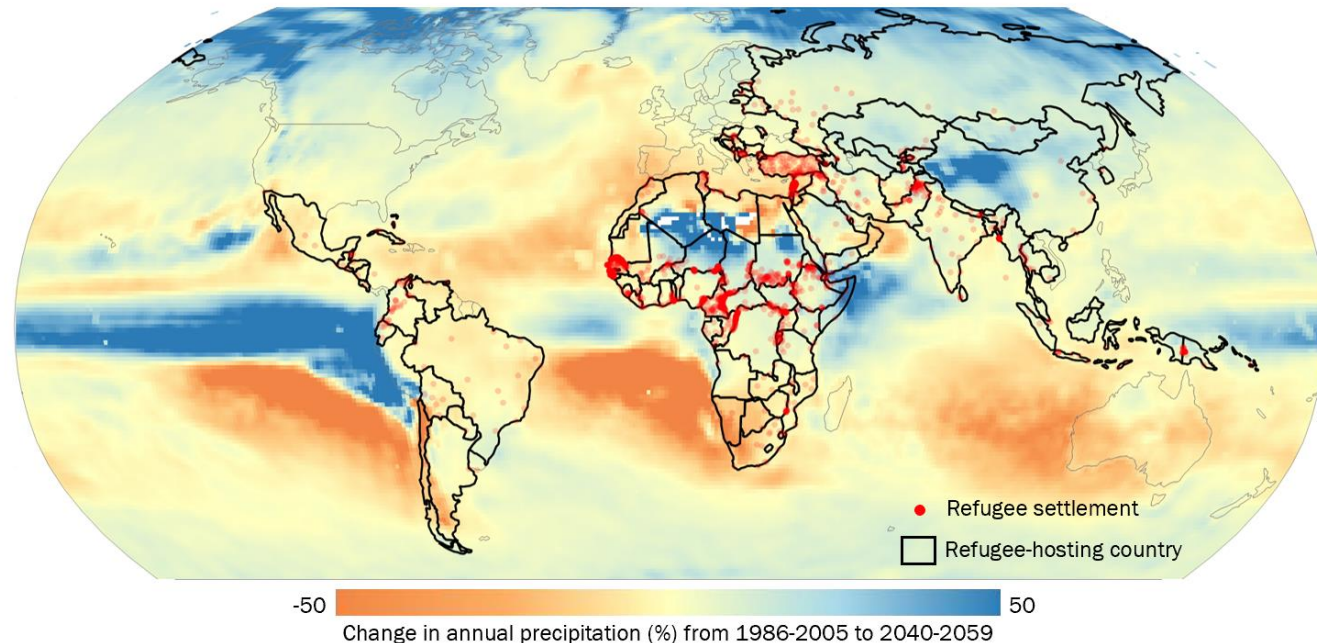 Refugee settlement
Refugee-hosting country
-50 50
Change in annual precipitation (%) from 1986-2005 to 2040-2059